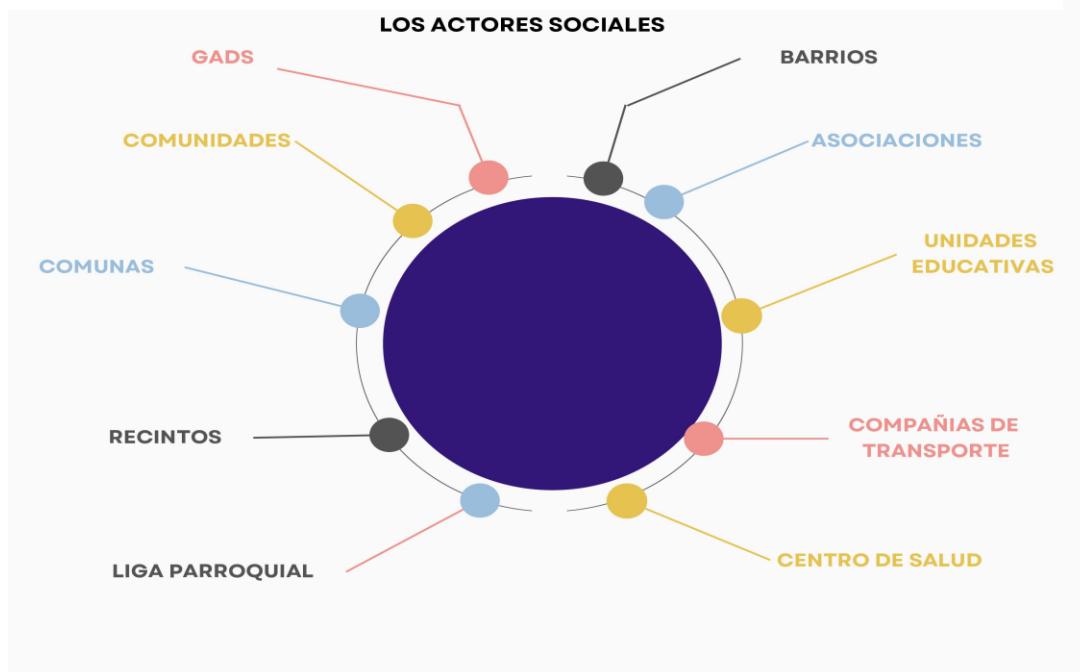 LOS ACTORES SOCIALES
GADS
BARRIOS
COMUNIDADES
ASOCIACIONES
UNIDADES
EDUCATIVAS
COMUNAS
RECINTOS
COMPAÑIAS DE
TRANSPORTE
LIGA PARROQUIAL
CENTRO DE SALUD